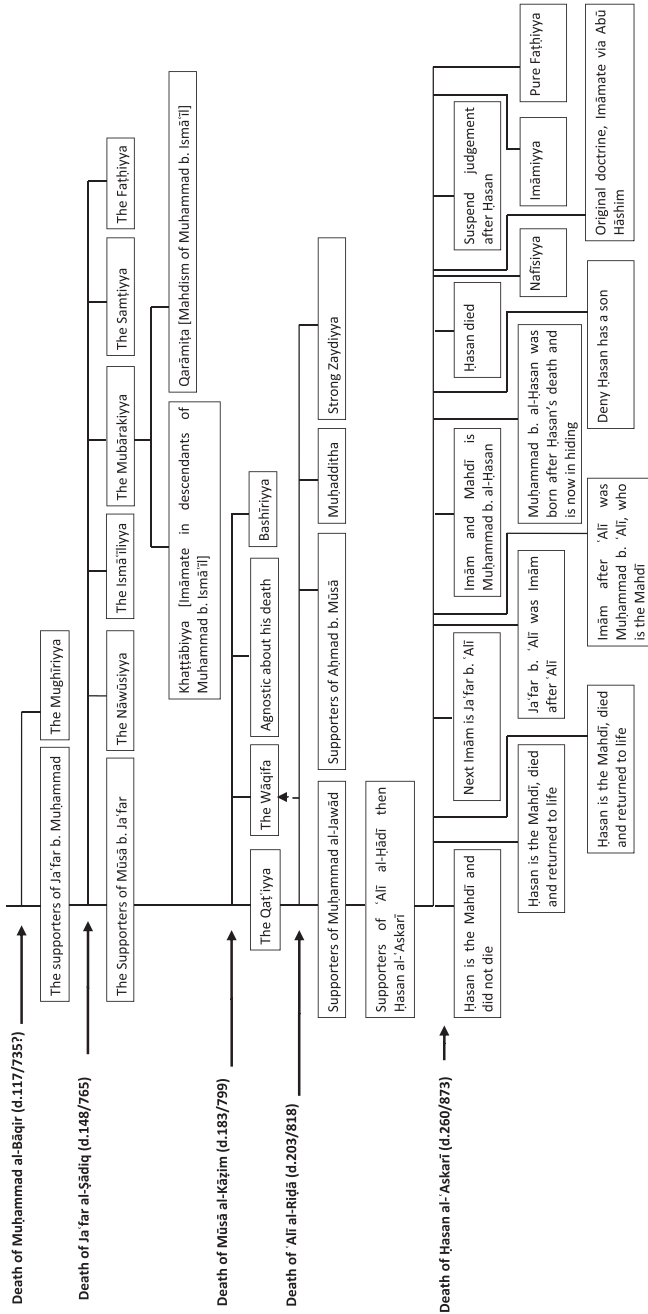 Death of Muḥammad al-Bāqir (d.117/735?)
The supporters of Jaʿfar b. Muḥammad
The Mughīriyya
Death of Jaʿfar al-Ṣādiq (d.148/765)
The Supporters of Mūsā b. Jaʿfar
The Nāwūsiyya
The Ismāʿīliyya
The Mubārakiyya
The Samṭiyya
The Faṭḥiyya
Khaṭṭābiyya [Imāmate in descendants of
Muhammad b. Ismāʿīl]
Qarāmiṭa [Mahdism of Muhammad b. Ismāʿīl]
Death of Mūsā al-Kāẓim (d.183/799)
The Qaṭʿiyya
The Wāqifa
Agnostic about his death
Bashīriyya
Death of ʿAlī al-Riḍā (d.203/818)
Supporters of Muḥammad al-Jawād
Supporters of Aḥmad b. Mūsā
Muḥadditha
Strong Zaydiyya
Supporters of ʿAlī al-Hādī then
Ḥasan al-ʿAskarī
Death of Ḥasan al-ʿAskarī (d.260/873)
Ḥasan is the Mahdī and
did not die
Next Imām is Jaʿfar b. ʿAlī
Imām and Mahdī is
Muḥammad b. al-Ḥasan
Ḥasan died
Suspend judgement
after Ḥasan
Ḥasan is the Mahdī, died
and returned to life
Jaʿfar b. ʿAlī was Imām
after ʿAlī
Muḥammad b. al-Ḥasan was
born after Ḥasan’s death and
is now in hiding
Nafīsiyya
Imāmiyya
Pure Faṭḥiyya
Ḥasan is the Mahdī, died
and returned to life
Imām after ʿAlī was
Muḥammad b. ʿAlī, who
is the Mahdī
Deny Ḥasan has a son
Original doctrine, Imāmate via Abū
Hāshim